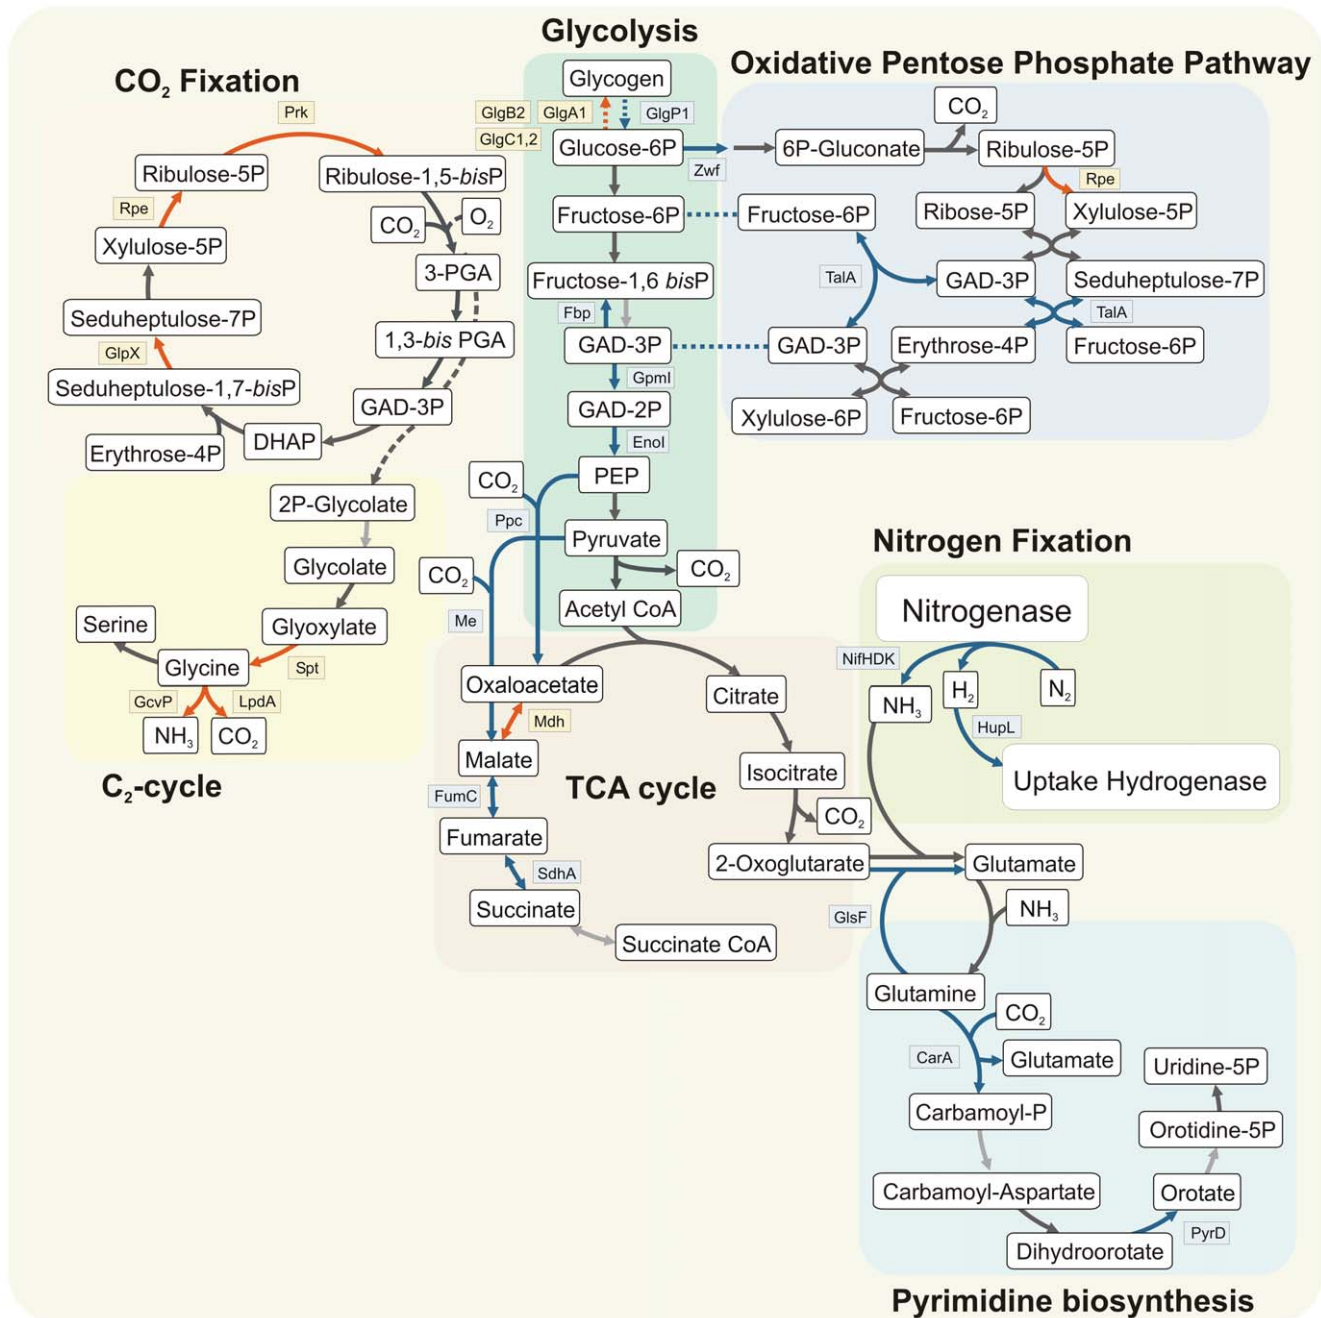 Glycolysis
CO₂ Fixation
Oxidative Pentose Phosphate Pathway
Prk
Ribulose-5P
Ribulose-1,5-bisP
Rpe
CO₂
O₂
Xylulose-5P
3-PGA
Seduheptulose-7P
1,3-bis PGA
GlpX
Seduheptulose-1,7-bisP
GAD-3P
DHAP
Erythrose-4P
Glycogen
GlgB2
GlgA1
GlgP1
GlgC1,2
Glucose-6P
Zwf
Fructose-6P
Fructose-1,6 bisP
Fbp
GAD-3P
GpmI
GAD-2P
EnoI
PEP
CO₂
Ppc
Pyruvate
CO₂
CO₂
Acetyl CoA
Me
CO₂
6P-Gluconate
Ribulose-5P
Rpe
Fructose-6P
Ribose-5P
Xylulose-5P
TalA
GAD-3P
Seduheptulose-7P
TalA
GAD-3P
Erythrose-4P
Fructose-6P
Xylulose-6P
Fructose-6P
2P-Glycolate
Glycolate
Glyoxylate
Serine
Glycine
Spt
GcvP
LpdA
NH₃
CO₂
C₂-cycle
Oxaloacetate
Citrate
Mdh
Malate
Isocitrate
TCA cycle
FumC
CO₂
Fumarate
2-Oxoglutarate
SdhA
Succinate
Succinate CoA
Nitrogen Fixation
Nitrogenase
NifHDK
NH₃
H₂
N₂
HupL
Uptake Hydrogenase
Glutamate
GlsF
NH₃
Glutamine
CO₂
CarA
Glutamate
Uridine-5P
Carbamoyl-P
Orotidine-5P
Carbamoyl-Aspartate
Orotate
PyrD
Dihydroorotate
Pyrimidine biosynthesis